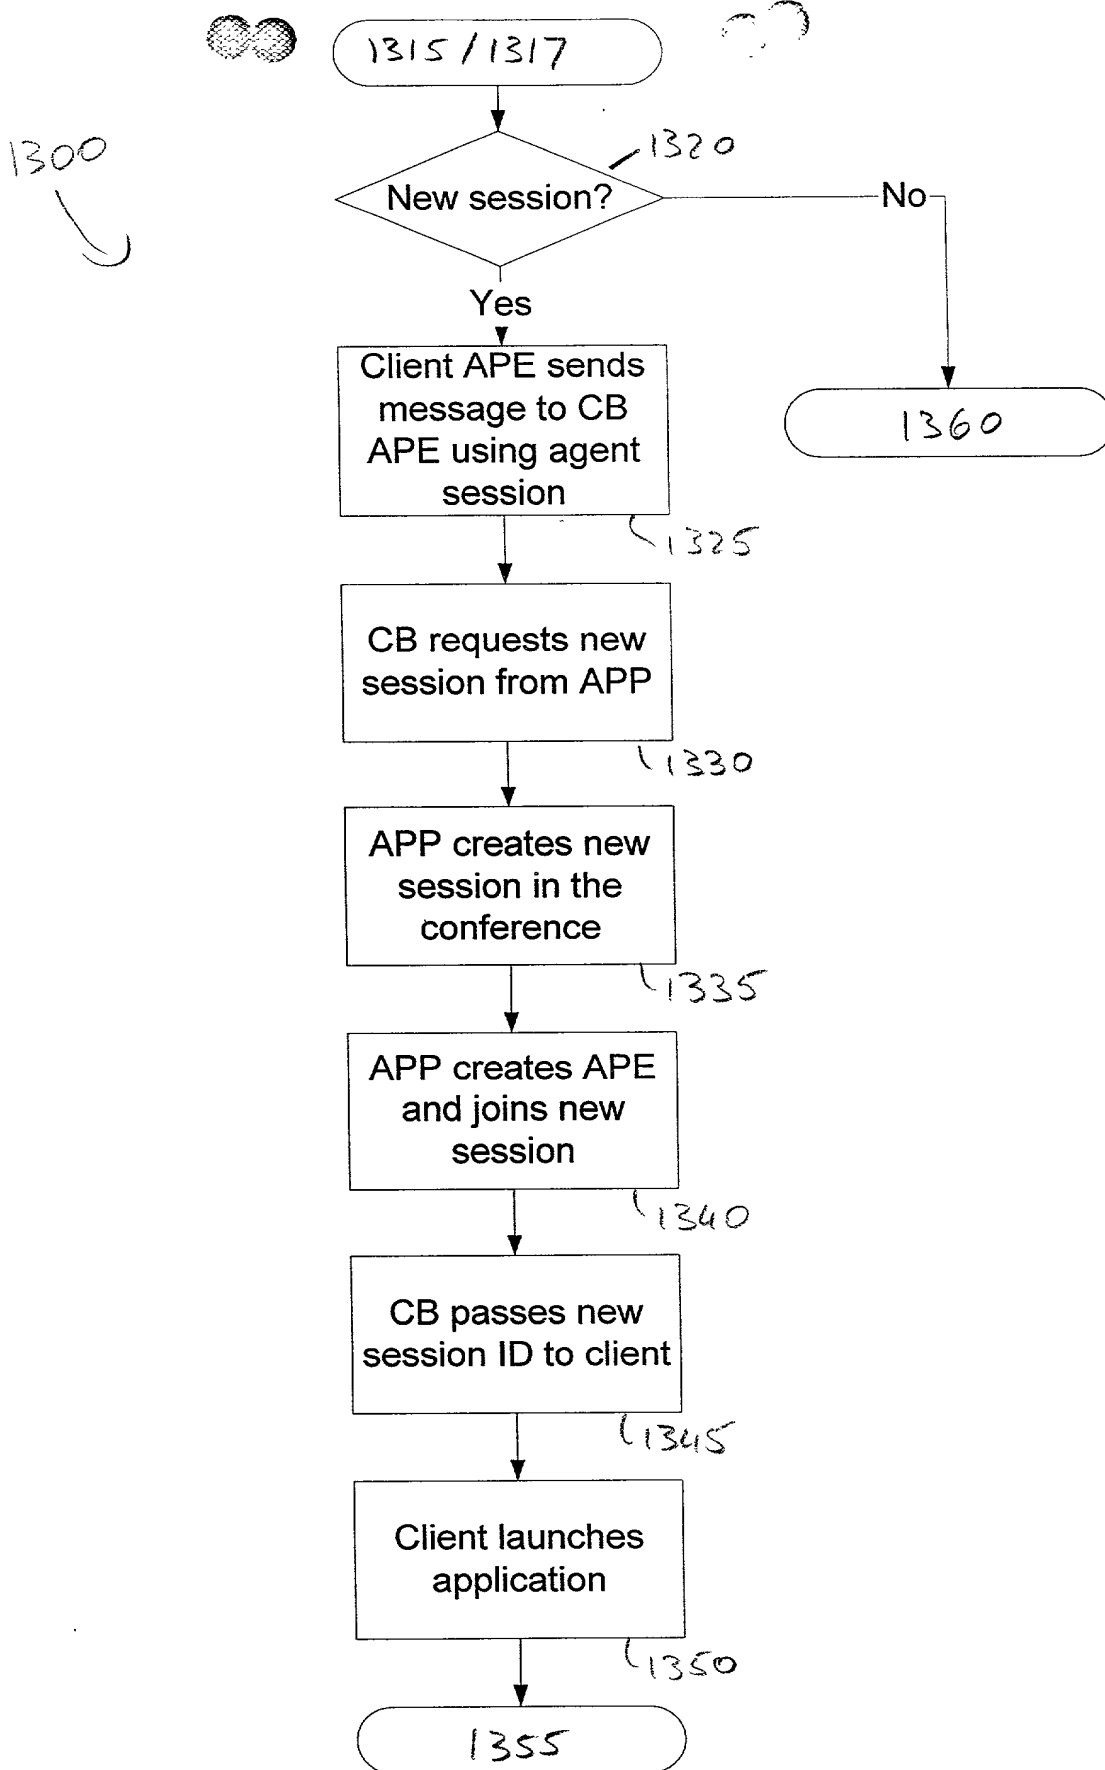 1315 / 1317
1300
1320
New session?
No
Yes
Client APE sends
message to CB
APE using agent
session
1360
1325
CB requests new
session from APP
1330
APP creates new
session in the
conference
1335
APP creates APE
and joins new
session
1340
CB passes new
session ID to client
1345
Client launches
application
1350
1355